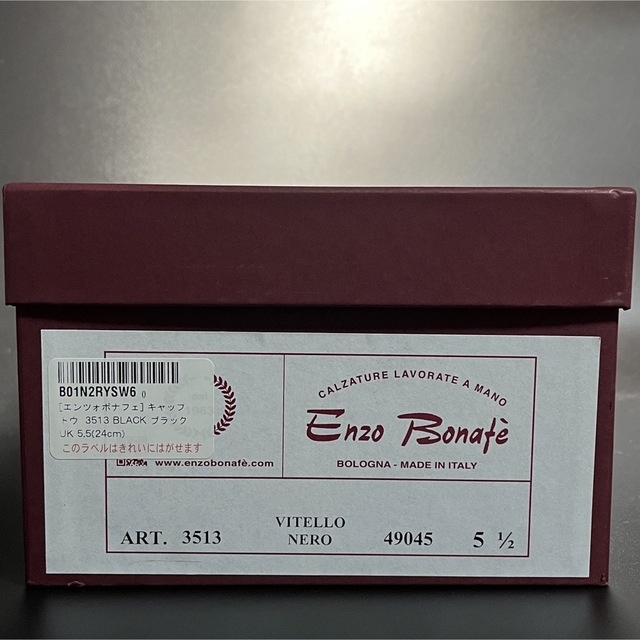 B01N2RYSW6 0
[エンツォボナフェ] キャップ
トウ 3513 BLACK ブラック
UK 5.5(24cm)
このラベルはきれいにはがせます
www.enzobonafe.com
CALZATURE LAVORATE A MANO
Enzo Bonafè
BOLOGNA - MADE IN ITALY
ART. 3513
VITELLO
NERO
49045
5 ½